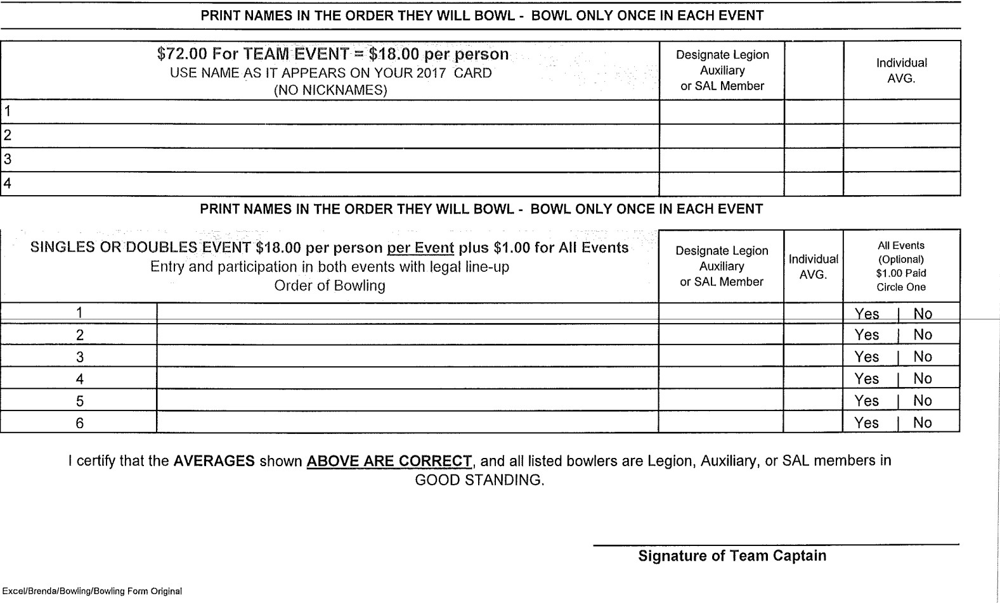 PRINT NAMES IN THE ORDER THEY WILL BOWL - BOWL ONLY ONCE IN EACH EVENT
$72.00 For TEAM EVENT = $18.00 per person
USE NAME AS IT APPEARS ON YOUR 2017 CARD
(NO NICKNAMES)
Designate Legion
Auxiliary
or SAL Member
Individual
AVG.
1
2
3
4
PRINT NAMES IN THE ORDER THEY WILL BOWL - BOWL ONLY ONCE IN EACH EVENT
SINGLES OR DOUBLES EVENT $18.00 per person per Event plus $1.00 for All Events
Entry and participation in both events with legal line-up
Order of Bowling
Designate Legion
Auxiliary
or SAL Member
Individual
AVG.
All Events
(Optional)
$1.00 Paid
Circle One
1 Yes | No
2 Yes | No
3 Yes | No
4 Yes | No
5 Yes | No
6 Yes | No
I certify that the AVERAGES shown ABOVE ARE CORRECT, and all listed bowlers are Legion, Auxiliary, or SAL members in
GOOD STANDING.
Signature of Team Captain
Excel/Brenda/Bowling/Bowling Form Original